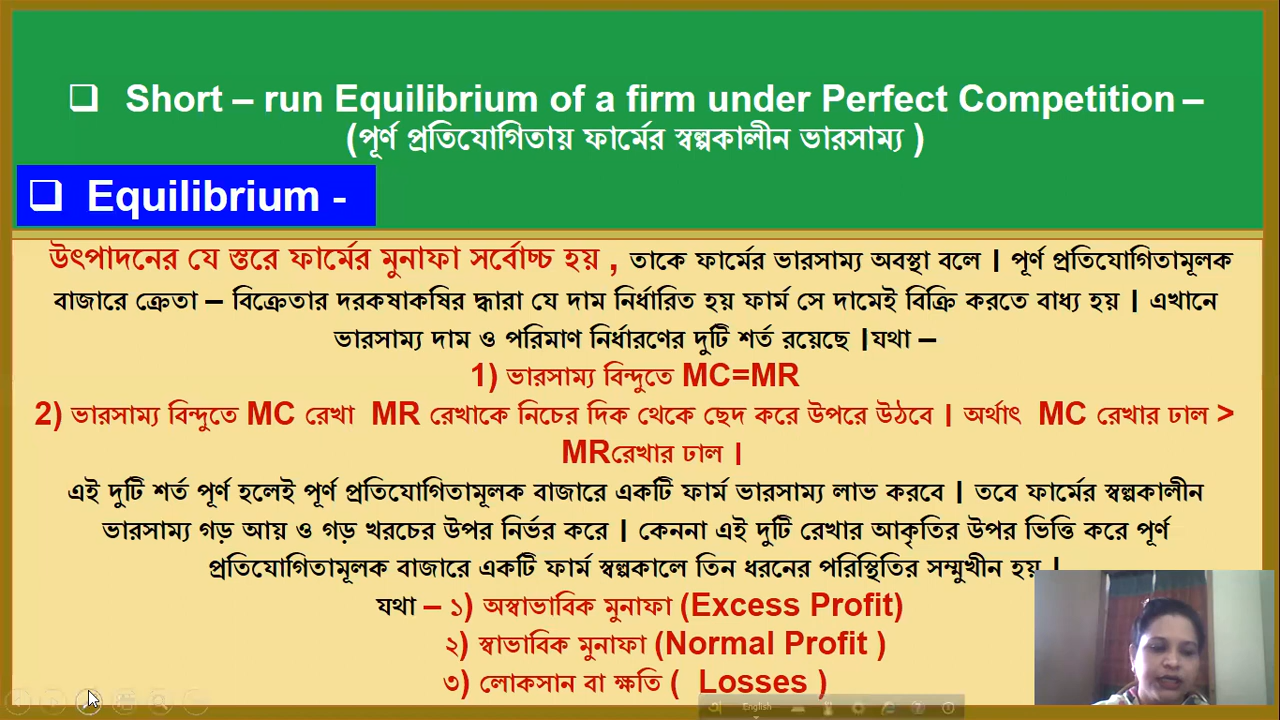 ❑ Short – run Equilibrium of a firm under Perfect Competition –
(পূর্ণ প্রতিযোগিতায় ফার্মের স্বল্পকালীন ভারসাম্য )
❑ Equilibrium -
উৎপাদনের যে স্তরে ফার্মের মুনাফা সর্বোচ্চ হয় , তাকে ফার্মের ভারসাম্য অবস্থা বলে । পূর্ণ প্রতিযোগিতামূলক
বাজারে ক্রেতা – বিক্রেতার দরকষাকষির দ্ধারা যে দাম নির্ধারিত হয় ফার্ম সে দামেই বিক্রি করতে বাধ্য হয় । এখানে
ভারসাম্য দাম ও পরিমাণ নির্ধারণের দুটি শর্ত রয়েছে ।যথা –
1) ভারসাম্য বিন্দুতে MC=MR
2) ভারসাম্য বিন্দুতে MC রেখা MR রেখাকে নিচের দিক থেকে ছেদ করে উপরে উঠবে । অর্থাৎ MC রেখার ঢাল >
MRরেখার ঢাল ।
এই দুটি শর্ত পূর্ণ হলেই পূর্ণ প্রতিযোগিতামূলক বাজারে একটি ফার্ম ভারসাম্য লাভ করবে । তবে ফার্মের স্বল্পকালীন
ভারসাম্য গড় আয় ও গড় খরচের উপর নির্ভর করে । কেননা এই দুটি রেখার আকৃতির উপর ভিত্তি করে পূর্ণ
প্রতিযোগিতামূলক বাজারে একটি ফার্ম স্বল্পকালে তিন ধরনের পরিস্থিতির সম্মুখীন হয় ।
যথা – ১) অস্বাভাবিক মুনাফা (Excess Profit)
২) স্বাভাবিক মুনাফা (Normal Profit )
৩) লোকসান বা ক্ষতি ( Losses )
English